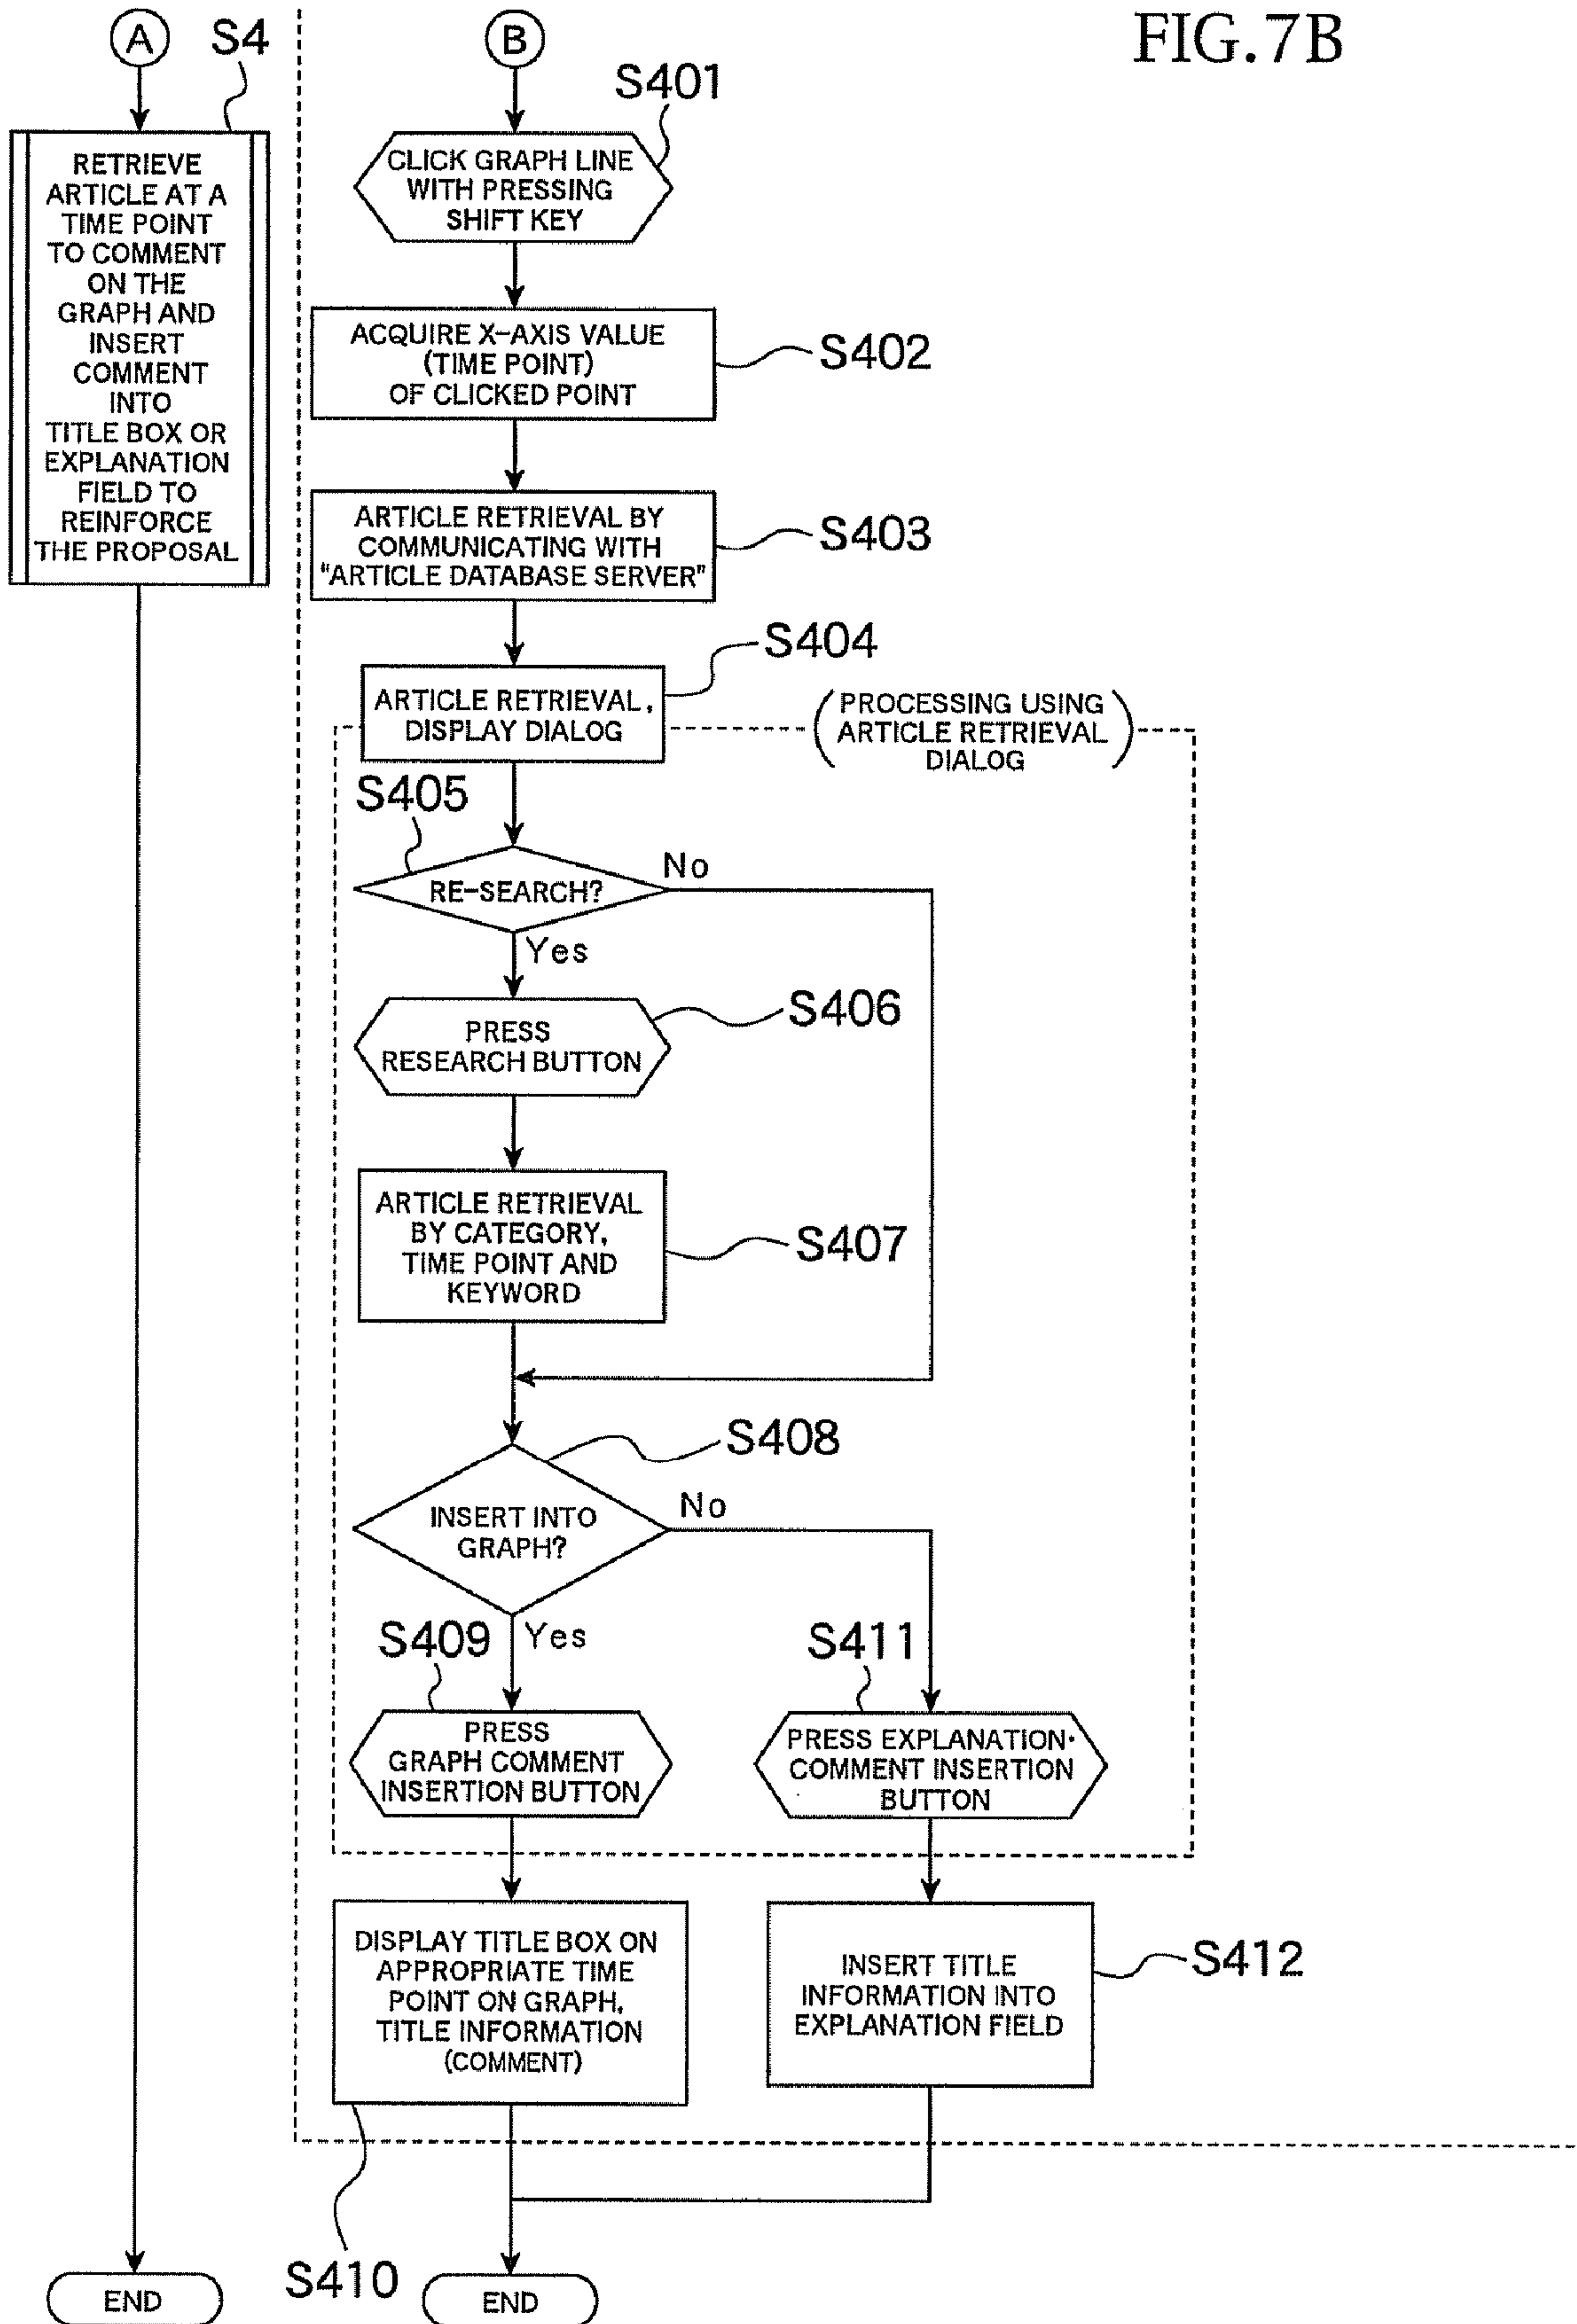 FIG.7B
A
S4
RETRIEVE
ARTICLE AT A
TIME POINT
TO COMMENT
ON THE
GRAPH AND
INSERT
COMMENT
INTO
TITLE BOX OR
EXPLANATION
FIELD TO
REINFORCE
THE PROPOSAL
END
B
S401
CLICK GRAPH LINE
WITH PRESSING
SHIFT KEY
ACQUIRE X-AXIS VALUE
(TIME POINT)
OF CLICKED POINT
S402
ARTICLE RETRIEVAL BY
COMMUNICATING WITH
"ARTICLE DATABASE SERVER"
S403
S404
ARTICLE RETRIEVAL,
DISPLAY DIALOG
(PROCESSING USING
ARTICLE RETRIEVAL
DIALOG)
S405
RE-SEARCH?
No
Yes
S406
PRESS
RESEARCH BUTTON
ARTICLE RETRIEVAL
BY CATEGORY,
TIME POINT AND
KEYWORD
S407
S408
INSERT INTO
GRAPH?
No
Yes
S409
PRESS
GRAPH COMMENT
INSERTION BUTTON
S411
PRESS EXPLANATION·
COMMENT INSERTION
BUTTON
DISPLAY TITLE BOX ON
APPROPRIATE TIME
POINT ON GRAPH,
TITLE INFORMATION
(COMMENT)
S410
INSERT TITLE
INFORMATION INTO
EXPLANATION FIELD
S412
END